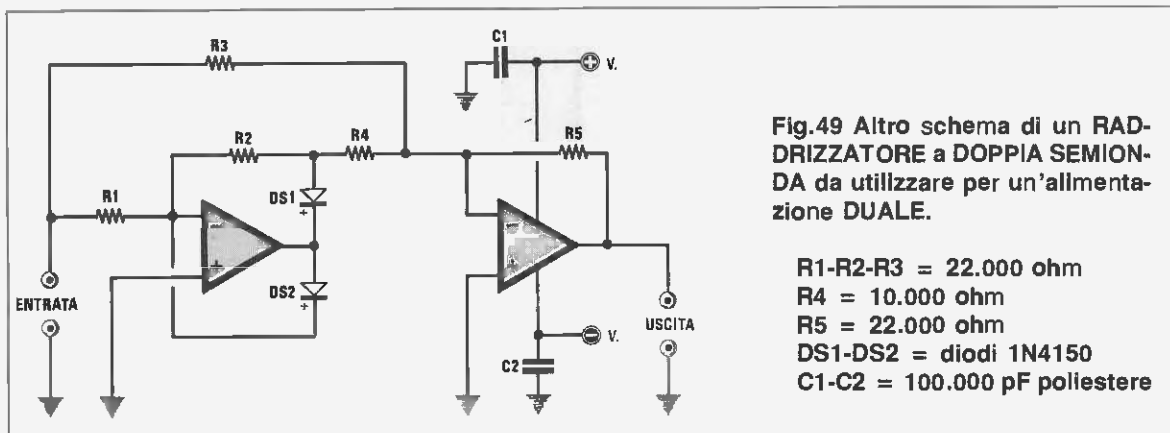 R3
C1
V.
R2
R4
R5
R1
DS1
+
−
+
−
+
ENTRATA
DS2
+
USCITA
V.
C2
Fig.49 Altro schema di un RAD-
DRIZZATORE a DOPPIA SEMION-
DA da utilizzare per un'alimenta-
zione DUALE.
R1-R2-R3 = 22.000 ohm
R4 = 10.000 ohm
R5 = 22.000 ohm
DS1-DS2 = diodi 1N4150
C1-C2 = 100.000 pF poliestere